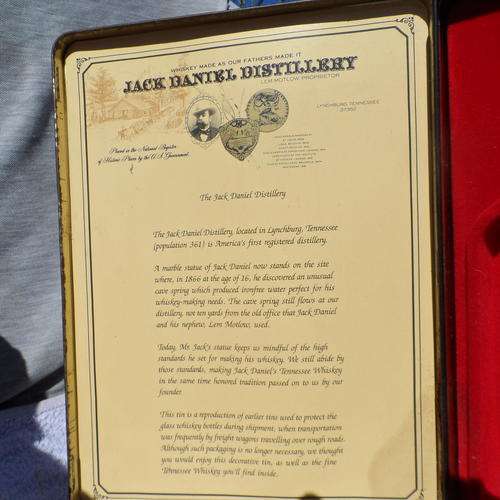 WHISKEY MADE AS OUR FATHERS MADE IT
JACK DANIEL DISTILLERY
LEM MOTLOW, PROPRIETOR
LYNCHBURG, TENNESSEE
37352
Placed in the National Register
of Historic Places by the U.S. Government.
The Jack Daniel Distillery
The Jack Daniel Distillery, located in Lynchburg, Tennessee
(population 361) is America's first registered distillery.
A marble statue of Jack Daniel now stands on the site
where, in 1866 at the age of 16, he discovered an unusual
cave spring which produced ironfree water perfect for his
whiskey-making needs. The cave spring still flows at our
distillery, not ten yards from the old office that Jack Daniel
and his nephew, Lem Motlow, used.
Today, Mr. Jack's statue keeps us mindful of the high
standards he set for making his whiskey. We still abide by
those standards, making Jack Daniel's Tennessee Whiskey
in the same time honored tradition passed on to us by our
founder.
This tin is a reproduction of earlier tins used to protect the
glass whiskey bottles during shipment, when transportation
was frequently by freight wagons travelling over rough roads.
Although such packaging is no longer necessary, we thought
you would enjoy this decorative tin, as well as the fine
Tennessee Whiskey you'll find inside.